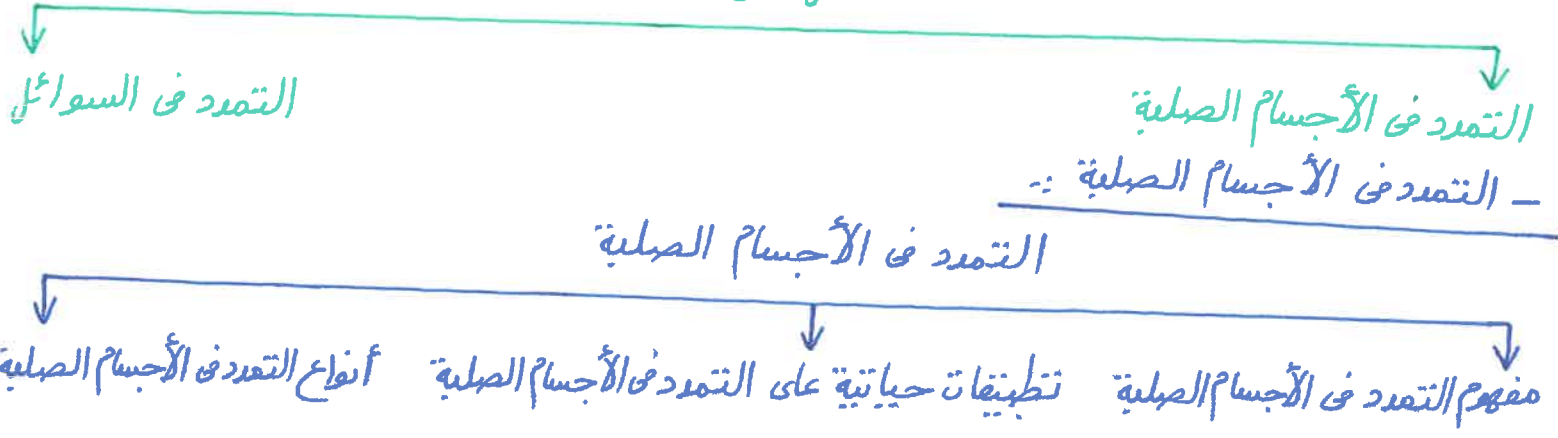 التمدد فى الأجسام الصلبة التمدد فى السوائل
- التمدد فى الأجسام الصلبة :-
التمدد فى الأجسام الصلبة
مفهوم التمدد فى الأجسام الصلبة تطبيقات حياتية على التمدد فى الأجسام الصلبة أنواع التمدد فى الأجسام الصلبة